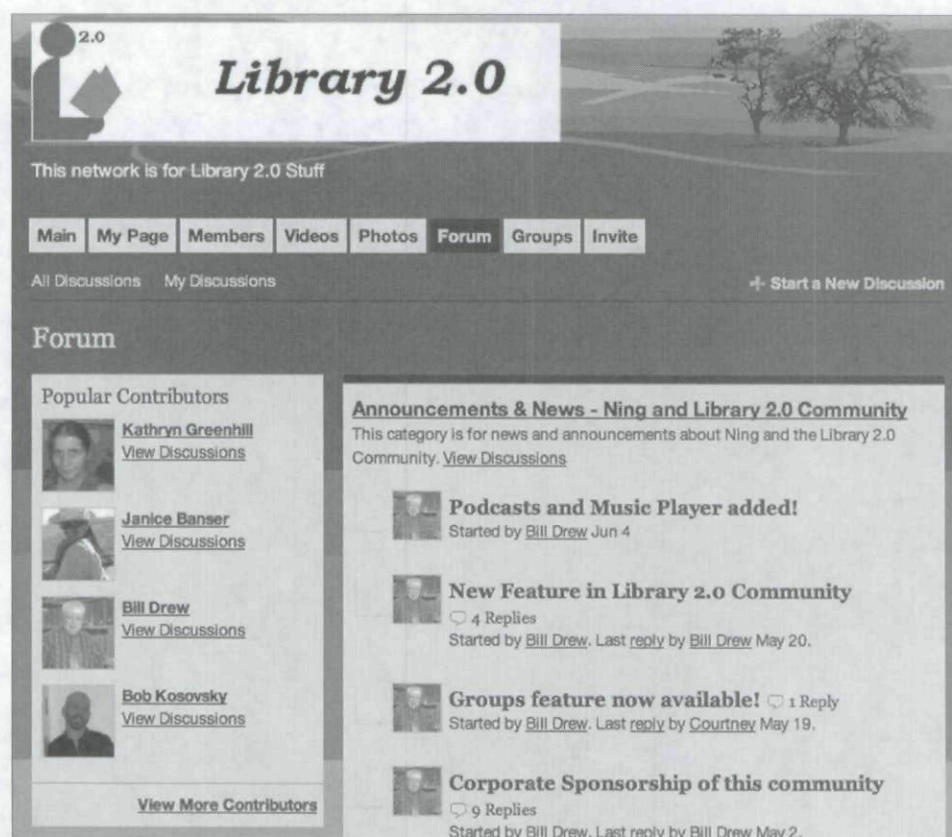 2.0
Library 2.0
This network is for Library 2.0 Stuff
Main My Page Members Videos Photos Forum Groups Invite
All Discussions My Discussions + Start a New Discussion
Forum
Popular Contributors
Kathryn Greenhill
View Discussions
Janice Banser
View Discussions
Bill Drew
View Discussions
Bob Kosovsky
View Discussions
View More Contributors
Announcements & News - Ning and Library 2.0 Community
This category is for news and announcements about Ning and the Library 2.0
Community. View Discussions
Podcasts and Music Player added!
Started by Bill Drew Jun 4
New Feature in Library 2.0 Community
4 Replies
Started by Bill Drew. Last reply by Bill Drew May 20.
Groups feature now available! 1 Reply
Started by Bill Drew. Last reply by Courtney May 19.
Corporate Sponsorship of this community
9 Replies
Started by Bill Drew. Last reply by Bill Drew May 2.